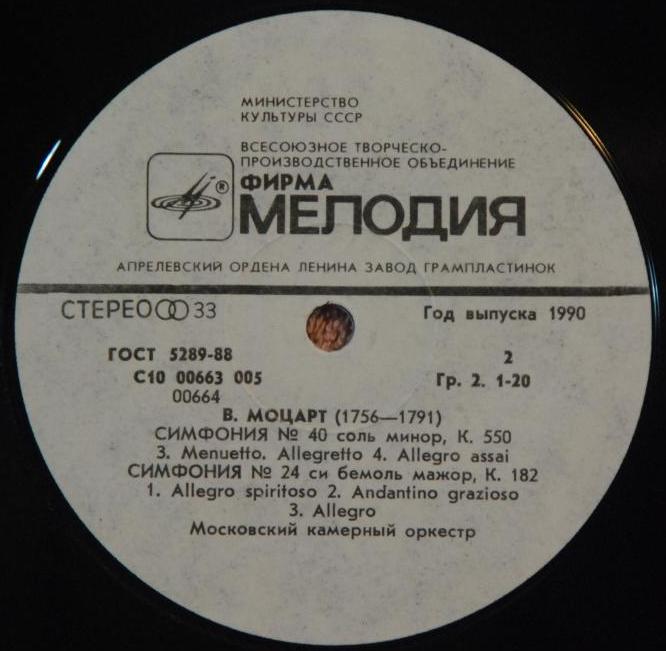 МИНИСТЕРСТВО
КУЛЬТУРЫ СССР
ВСЕСОЮЗНОЕ ТВОРЧЕСКО-
ПРОИЗВОДСТВЕННОЕ ОБЪЕДИНЕНИЕ
®
ФИРМА
МЕЛОДИЯ
АПРЕЛЕВСКИЙ ОРДЕНА ЛЕНИНА ЗАВОД ГРАМПЛАСТИНОК
СТЕРЕО 33
Год выпуска 1990
ГОСТ 5289-88
2
С10 00663 005
Гр. 2. 1-20
00664
В. МОЦАРТ (1756—1791)
СИМФОНИЯ № 40 соль минор, К. 550
3. Menuetto. Allegretto 4. Allegro assai
СИМФОНИЯ № 24 си бемоль мажор, К. 182
1. Allegro spiritoso 2. Andantino grazioso
3. Allegro
Московский камерный оркестр